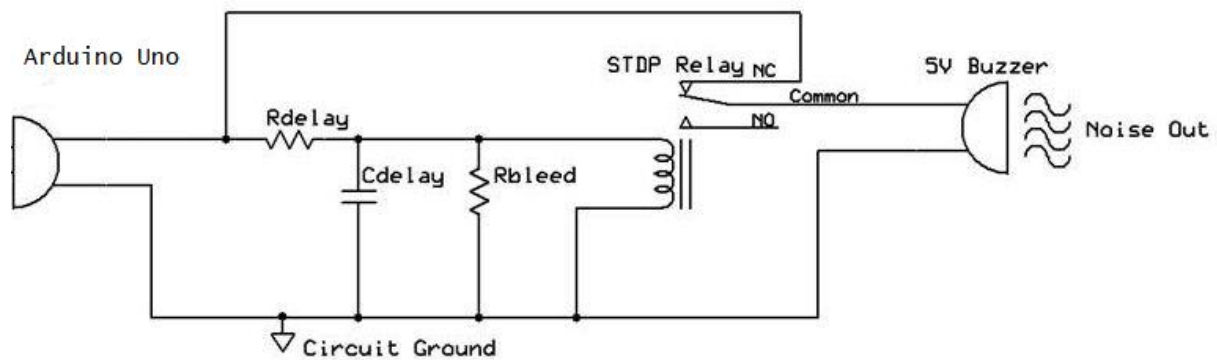 Arduino Uno
STDP Relay
NC
5V Buzzer
Common
Rdelay
NO
Noise Out
Cdelay
Rbleed
Circuit Ground